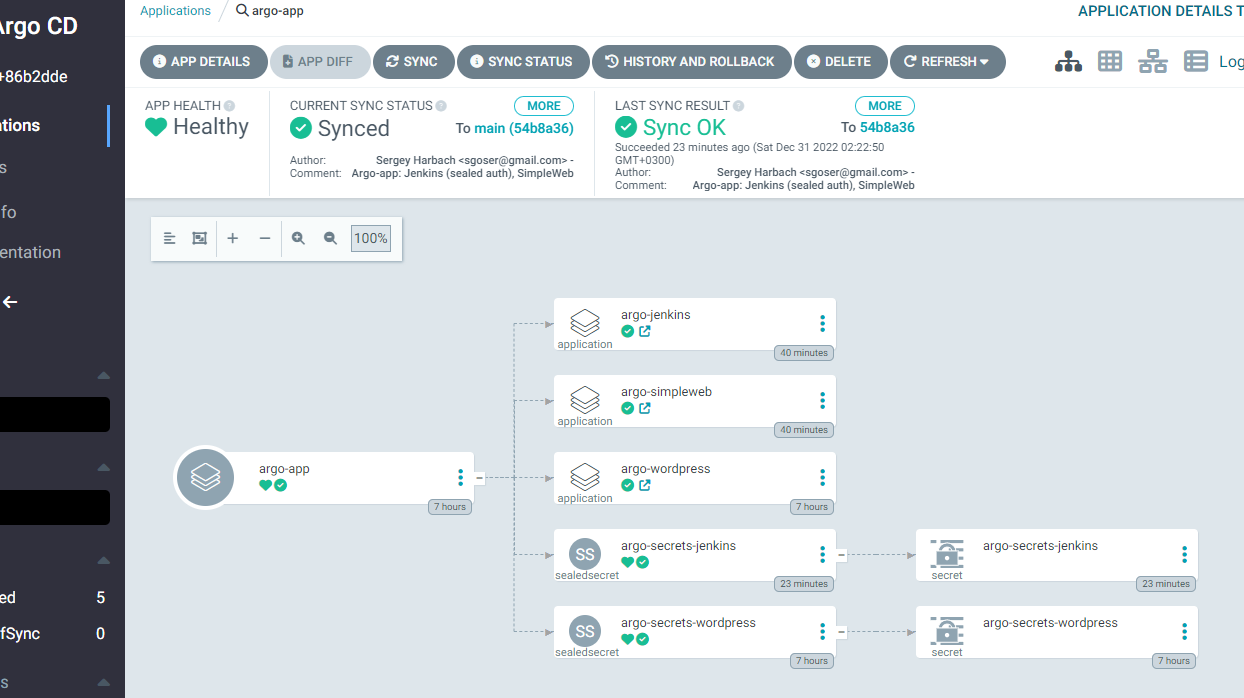 Argo CD
+86b2dde
Applications / argo-app
APPLICATION DETAILS T
APP DETAILS
APP DIFF
SYNC
SYNC STATUS
HISTORY AND ROLLBACK
DELETE
REFRESH
Log
APP HEALTH
Healthy
CURRENT SYNC STATUS
MORE
Synced
To main (54b8a36)
Author: Sergey Harbach <sgoser@gmail.com> -
Comment: Argo-app: Jenkins (sealed auth), SimpleWeb
LAST SYNC RESULT
MORE
Sync OK
To 54b8a36
Succeeded 23 minutes ago (Sat Dec 31 2022 02:22:50
GMT+0300)
Author: Sergey Harbach <sgoser@gmail.com> -
Comment: Argo-app: Jenkins (sealed auth), SimpleWeb
ations
s
fo
entation
ed 5
fSync 0
s
100%
argo-app
7 hours
argo-jenkins
application
40 minutes
argo-simpleweb
application
40 minutes
argo-wordpress
application
7 hours
SS
argo-secrets-jenkins
sealedsecret
23 minutes
argo-secrets-jenkins
secret
23 minutes
SS
argo-secrets-wordpress
sealedsecret
7 hours
argo-secrets-wordpress
secret
7 hours